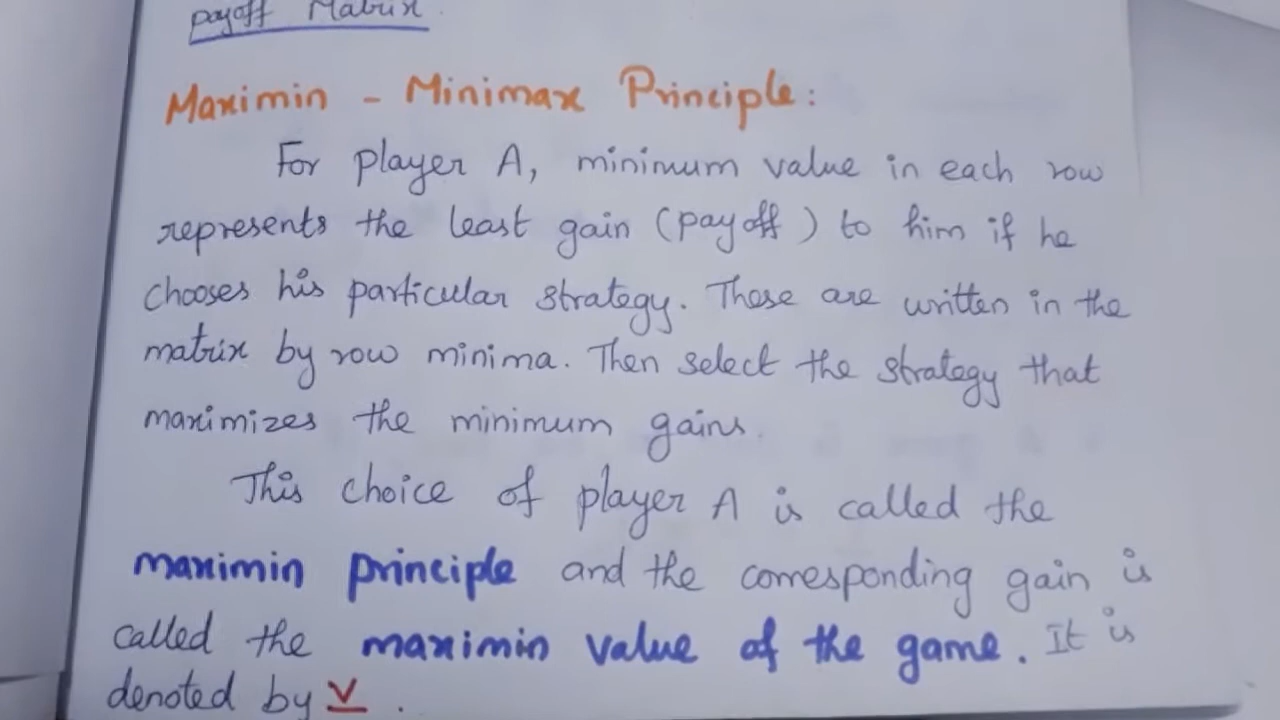 payoff Matrix.
Maximin - Minimax Principle:
For player A, minimum value in each row
represents the least gain (payoff) to him if he
chooses his particular strategy. These are written in the
matrix by row minima. Then select the strategy that
maximizes the minimum gains.
This choice of player A is called the
maximin principle and the corresponding gain is
called the maximin value of the game. It is
denoted by V̲.